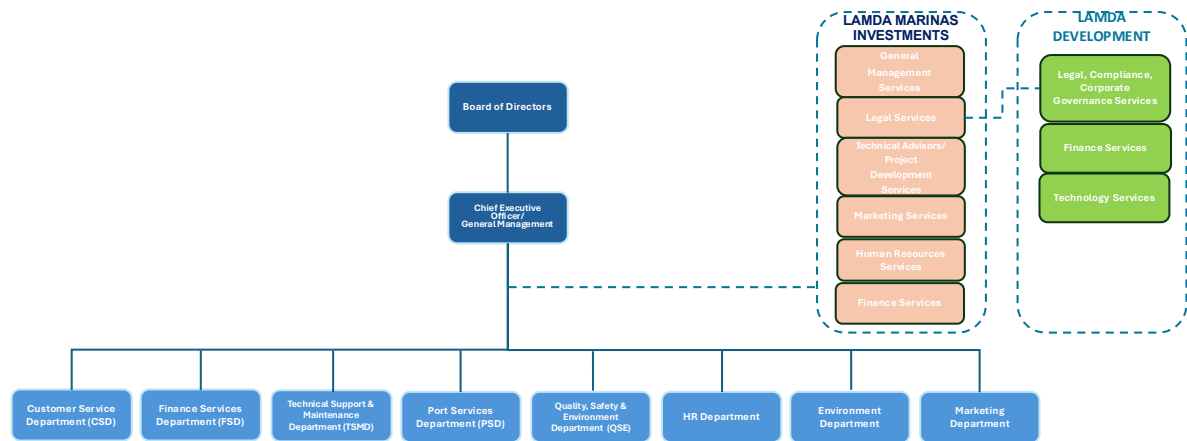 LAMDA MARINAS
INVESTMENTS
General
Management
Services
Legal Services
Technical Advisors/
Project
Development
Services
Marketing Services
Human Resources
Services
Finance Services
LAMDA
DEVELOPMENT
Legal, Compliance,
Corporate
Governance Services
Finance Services
Technology Services
Board of Directors
Chief Executive
Officer/
General Management
Customer Service
Department (CSD)
Finance Services
Department (FSD)
Technical Support &
Maintenance
Department (TSMD)
Port Services
Department (PSD)
Quality, Safety &
Environment
Department (QSE)
HR Department
Environment
Department
Marketing
Department